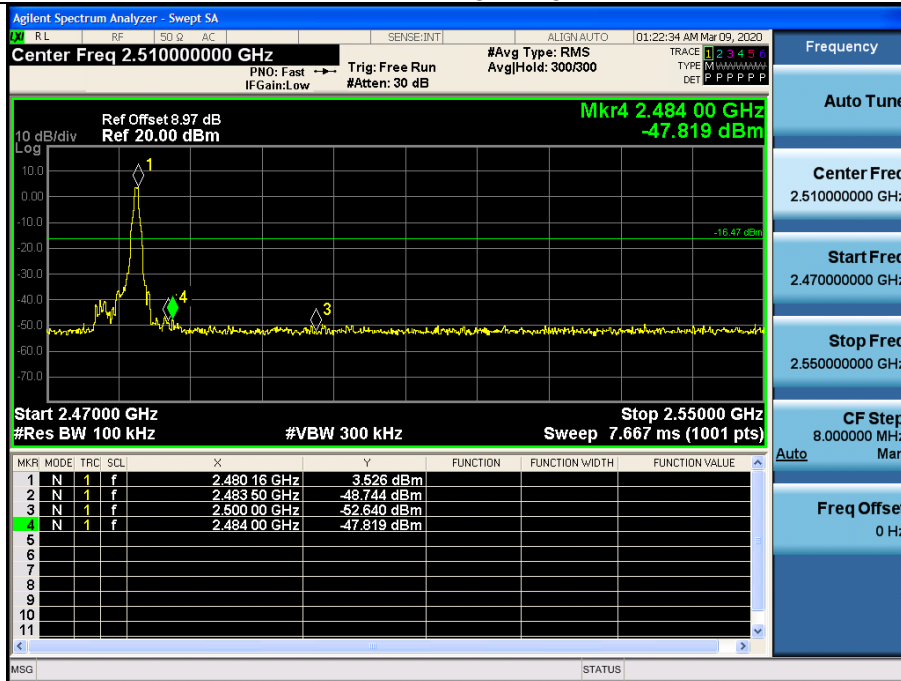 Agilent Spectrum Analyzer - Swept SA
LXI RL RF 50 Ω AC SENSE:INT ALIGN AUTO 01:22:34 AM Mar 09, 2020
Center Freq 2.510000000 GHz #Avg Type: RMS TRACE 1 2 3 4 5 6
PNO: Fast Trig: Free Run Avg|Hold: 300/300 TYPE M W W W W W
IFGain:Low #Atten: 30 dB DET P P P P P P
Mkr4 2.484 00 GHz
-47.819 dBm
Ref Offset 8.97 dB
10 dB/div Ref 20.00 dBm
Log
10.0
0.00
-10.0
-20.0
-30.0
-40.0
-50.0
-60.0
-70.0
1
4
3
-16.47 dBm
Start 2.47000 GHz Stop 2.55000 GHz
#Res BW 100 kHz #VBW 300 kHz Sweep 7.667 ms (1001 pts)
MKR MODE TRC SCL X Y FUNCTION FUNCTION WIDTH FUNCTION VALUE
1 N 1 f 2.480 16 GHz 3.526 dBm
2 N 1 f 2.483 50 GHz -48.744 dBm
3 N 1 f 2.500 00 GHz -52.640 dBm
4 N 1 f 2.484 00 GHz -47.819 dBm
5
6
7
8
9
10
11
MSG STATUS
Frequency
Auto Tune
Center Freq
2.510000000 GHz
Start Freq
2.470000000 GHz
Stop Freq
2.550000000 GHz
CF Step
8.000000 MHz
Auto Man
Freq Offset
0 Hz